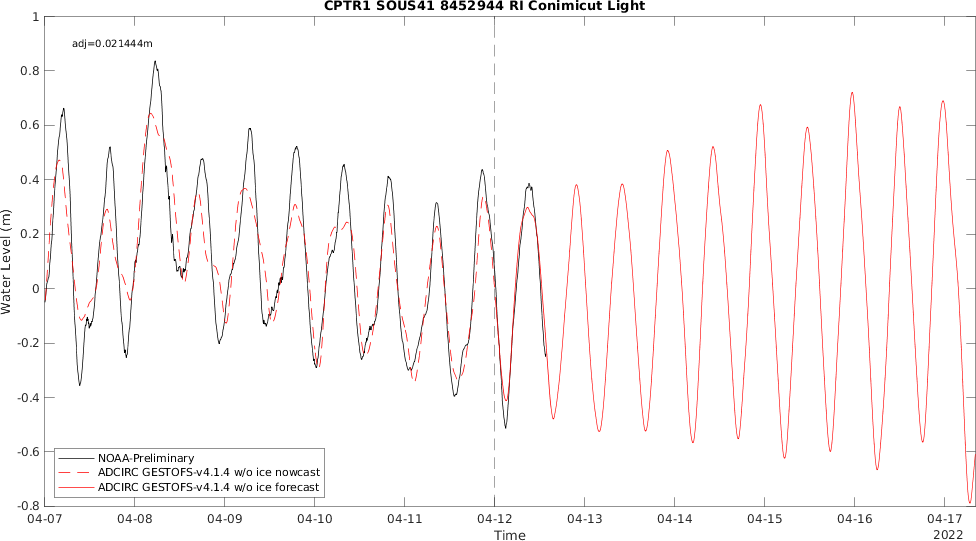 CPTR1 SOUS41 8452944 RI Conimicut Light
adj=0.021444m
1
0.8
0.6
0.4
0.2
0
-0.2
-0.4
-0.6
-0.8
Water Level (m)
NOAA-Preliminary
ADCIRC GESTOFS-v4.1.4 w/o ice nowcast
ADCIRC GESTOFS-v4.1.4 w/o ice forecast
04-07 04-08 04-09 04-10 04-11 04-12 04-13 04-14 04-15 04-16 04-17
Time
2022